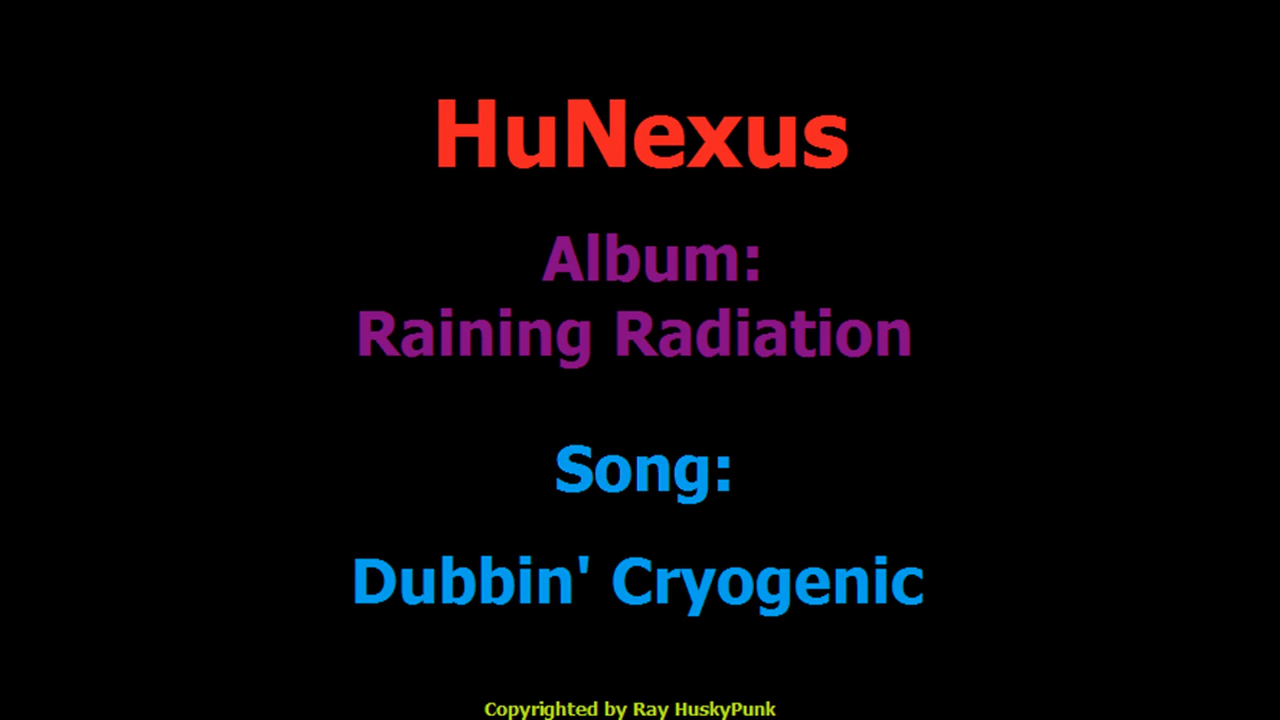 HuNexus
Album:
Raining Radiation
Song:
Dubbin' Cryogenic
Copyrighted by Ray HuskyPunk